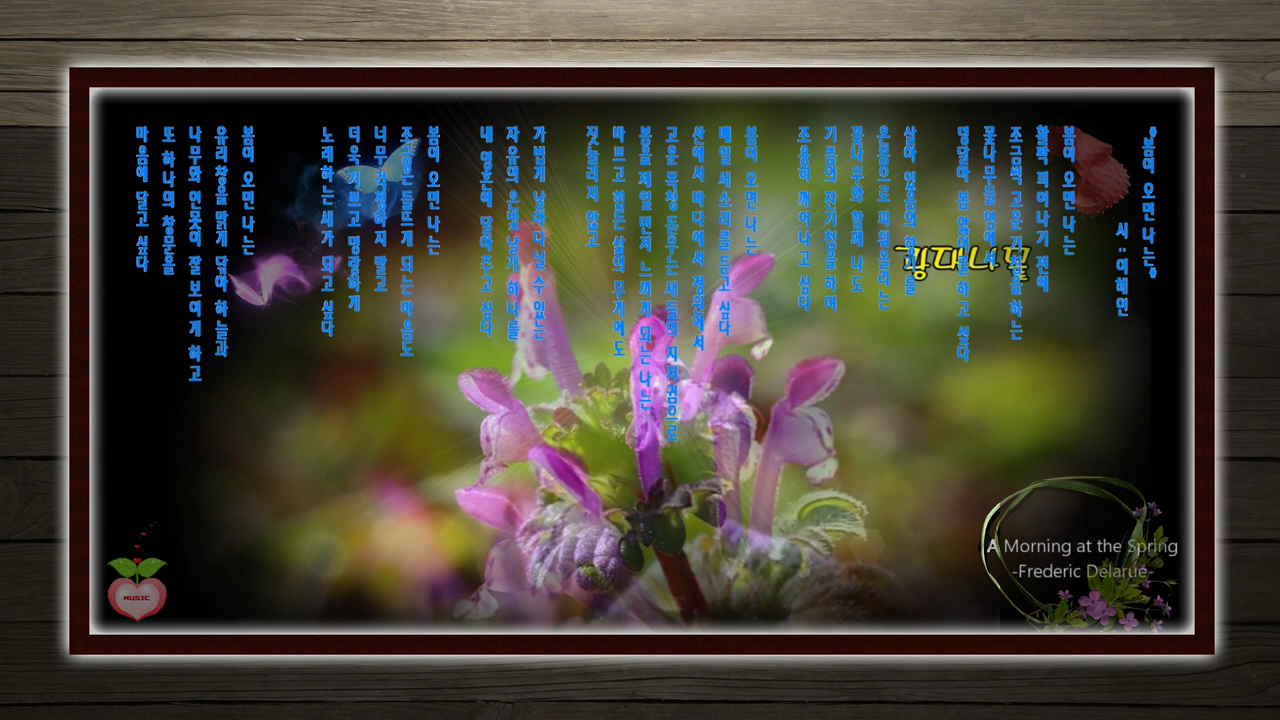 *봄이 오면 나는*
시 : 이해인
봄이 오면 나는
활짝 피어나기 전에
조금씩 고운 기침을 하는
꽃나무들 옆에서
덩달아 봄 앓이를 하고 싶다
살아 있음의 향기를
온몸으로 피워 올리는
꽃나무와 함께 나도
기쁨의 잔기침을 하며
조용히 깨어나고 싶다
봄이 오면 나는
매일 새소리를 듣고 싶다
산에서 바다에서 정원에서
고운 목청 돋우는 새들의 지저귐으로
봄을 제일 먼저 느끼게 되는 나는
바쁘고 힘든 삶의 무게에도
짓눌리지 않고
가볍게 날아다닐 수 있는
자유의 은빛 날개 하나를
내 영혼에 달아주고 싶다
봄이 오면 나는
조금은 들뜨게 되는 마음도
너무 걱정하지 말고
더욱 기쁘고 명랑하게
노래하는 새가 되고 싶다
봄이 오면 나는
유리창을 맑게 닦아 하늘과
나무와 연못이 잘 보이게 하고
또 하나의 창문을
마음에 달고 싶다
광대나물
A Morning at the Spring
-Frederic Delarue-
MUSIC